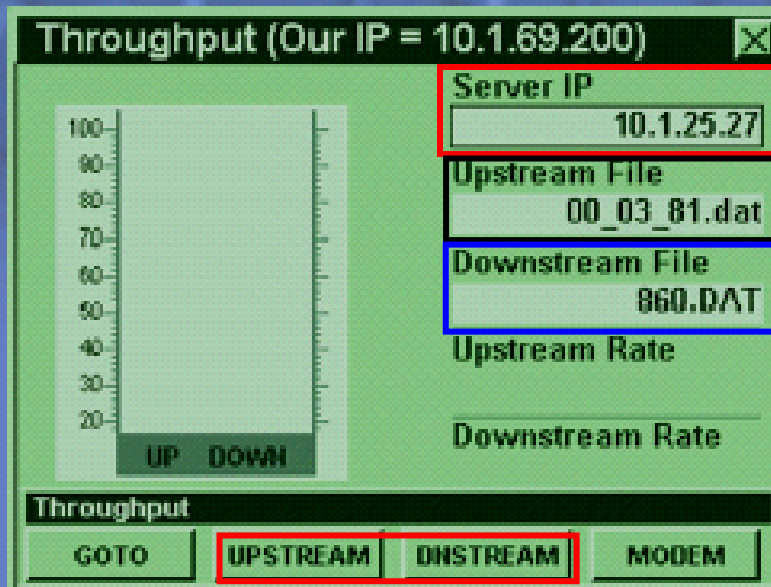 Throughput (Our IP = 10.1.69.200)
Server IP
10.1.25.27
Upstream File
00_03_81.dat
Downstream File
860.DAT
Upstream Rate
Downstream Rate
100
90
80
70
60
50
40
30
20
UP DOWN
Throughput
GOTO UPSTREAM DNSTREAM MODEM